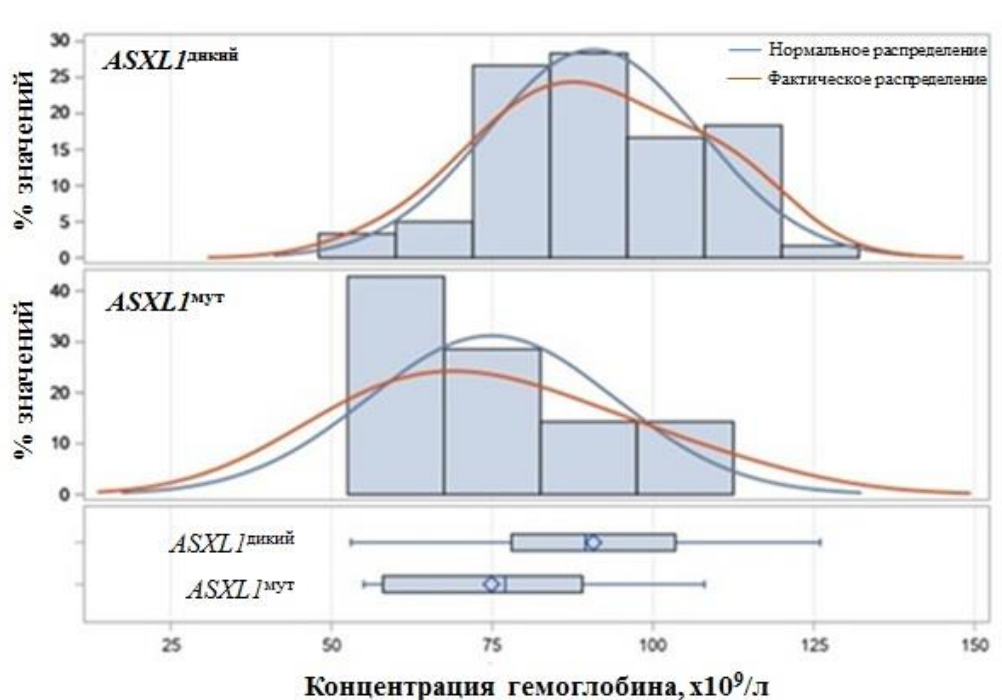 ASXL1дикий
Нормальное распределение
Фактическое распределение
% значений
30
25
20
15
10
5
0
ASXL1мут
% значений
40
30
20
10
0
ASXL1дикий
ASXL1мут
25 50 75 100 125 150
Концентрация гемоглобина, x10⁹/л